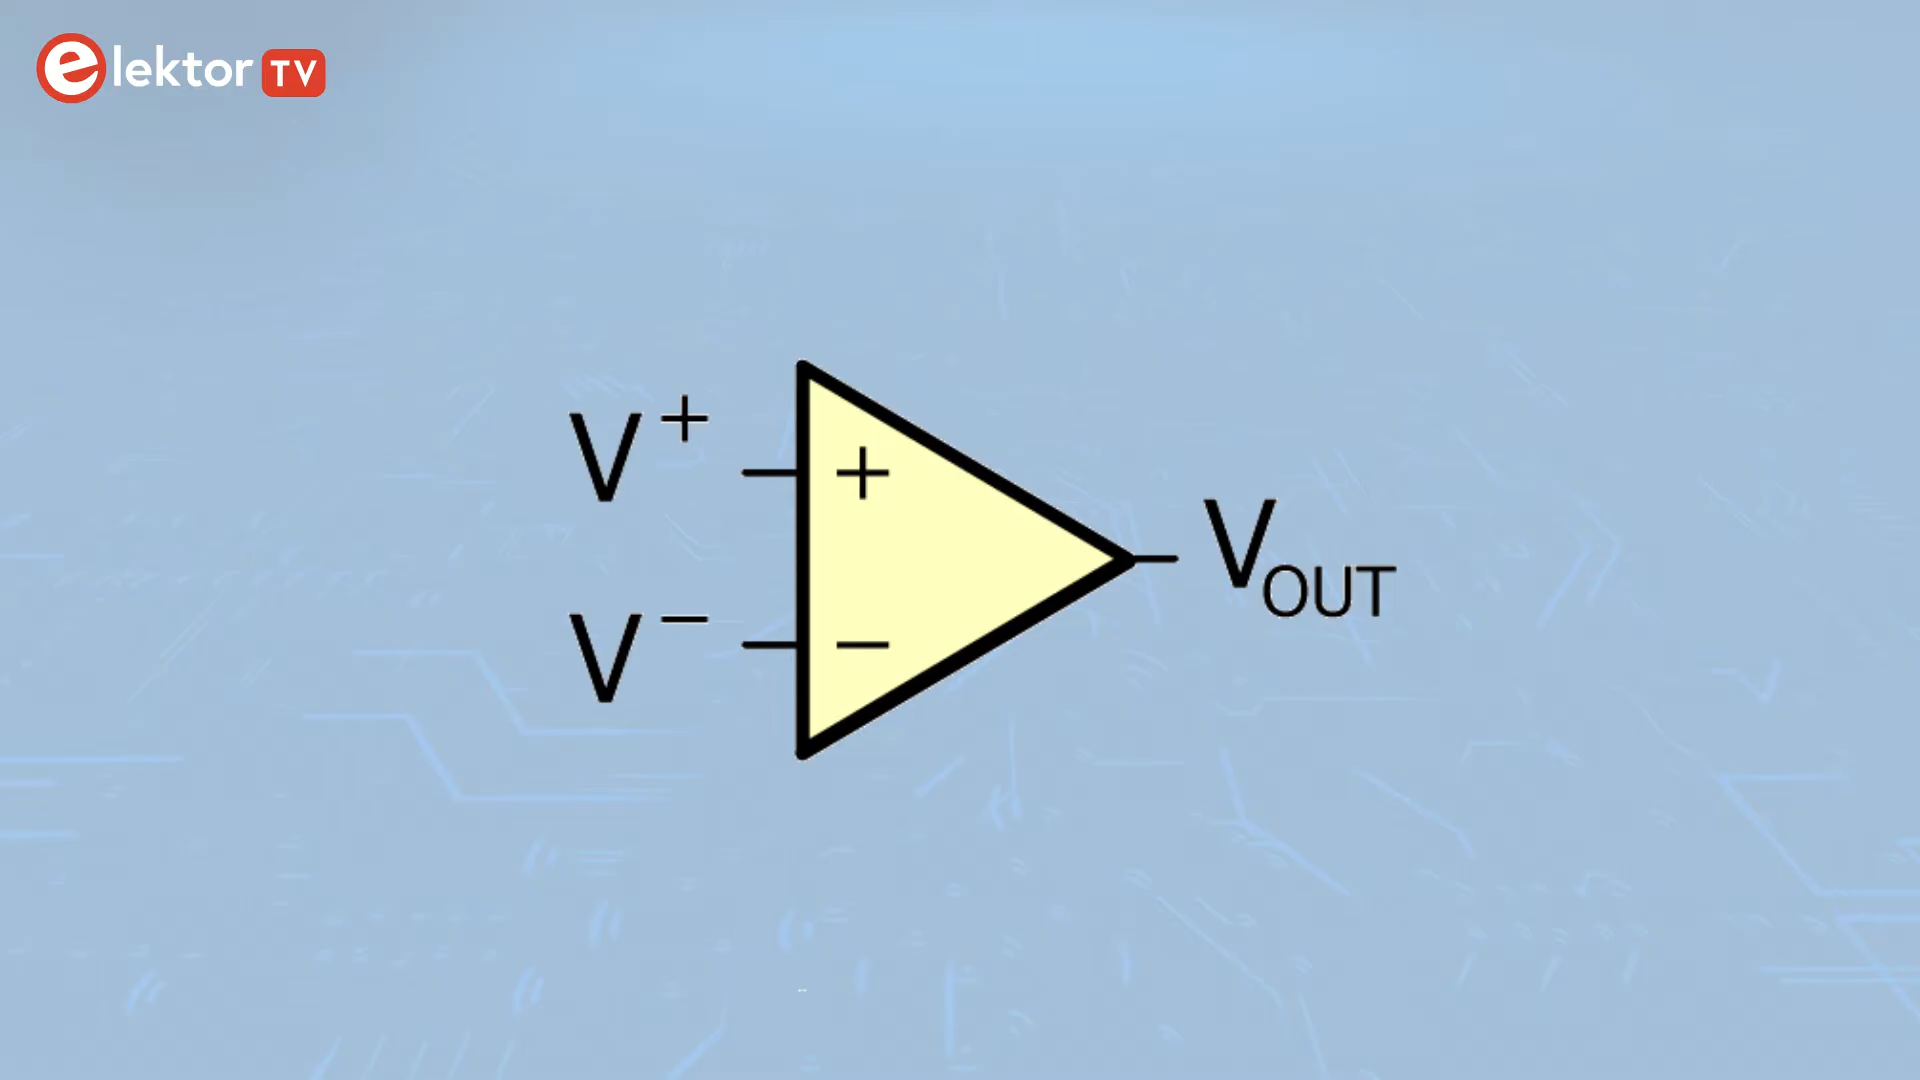 elektor TV
V+
+
VOUT
V−
−